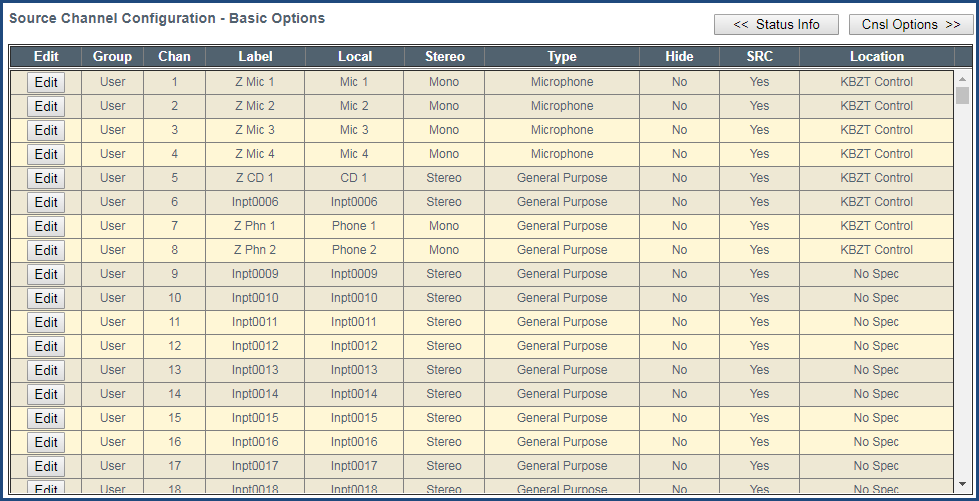 Source Channel Configuration - Basic Options
<< Status Info Cnsl Options >>
Edit Group Chan Label Local Stereo Type Hide SRC Location
Edit User 1 Z Mic 1 Mic 1 Mono Microphone No Yes KBZT Control
Edit User 2 Z Mic 2 Mic 2 Mono Microphone No Yes KBZT Control
Edit User 3 Z Mic 3 Mic 3 Mono Microphone No Yes KBZT Control
Edit User 4 Z Mic 4 Mic 4 Mono Microphone No Yes KBZT Control
Edit User 5 Z CD 1 CD 1 Stereo General Purpose No Yes KBZT Control
Edit User 6 Inpt0006 Inpt0006 Stereo General Purpose No Yes KBZT Control
Edit User 7 Z Phn 1 Phone 1 Mono General Purpose No Yes KBZT Control
Edit User 8 Z Phn 2 Phone 2 Mono General Purpose No Yes KBZT Control
Edit User 9 Inpt0009 Inpt0009 Stereo General Purpose No Yes No Spec
Edit User 10 Inpt0010 Inpt0010 Stereo General Purpose No Yes No Spec
Edit User 11 Inpt0011 Inpt0011 Stereo General Purpose No Yes No Spec
Edit User 12 Inpt0012 Inpt0012 Stereo General Purpose No Yes No Spec
Edit User 13 Inpt0013 Inpt0013 Stereo General Purpose No Yes No Spec
Edit User 14 Inpt0014 Inpt0014 Stereo General Purpose No Yes No Spec
Edit User 15 Inpt0015 Inpt0015 Stereo General Purpose No Yes No Spec
Edit User 16 Inpt0016 Inpt0016 Stereo General Purpose No Yes No Spec
Edit User 17 Inpt0017 Inpt0017 Stereo General Purpose No Yes No Spec
Edit User 18 Inpt0018 Inpt0018 Stereo General Purpose No Yes No Spec